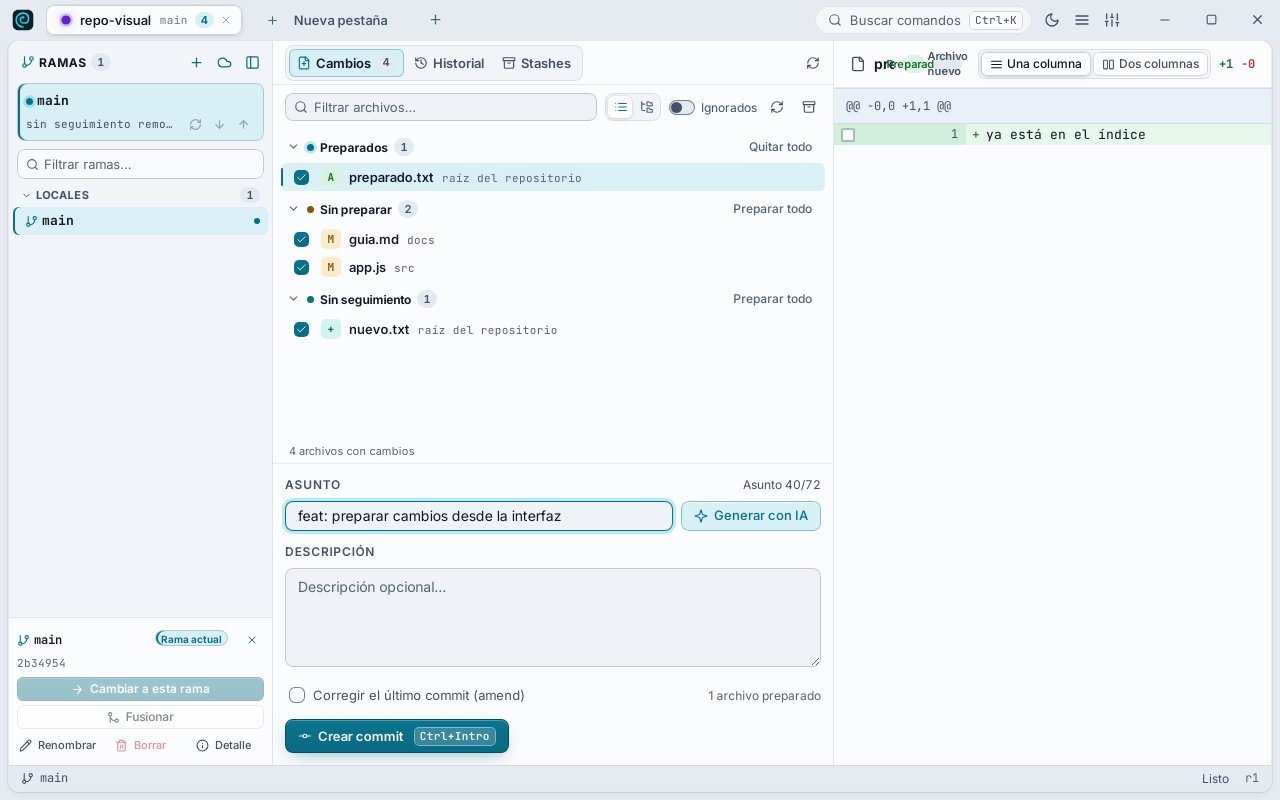 repo-visual main 4
Nueva pestaña
Buscar comandos Ctrl+K
RAMAS 1
main
sin seguimiento remo…
Filtrar ramas…
LOCALES 1
main
main Rama actual
2b34954
Cambiar a esta rama
Fusionar
Renombrar Borrar Detalle
Cambios 4 Historial Stashes
Filtrar archivos… Ignorados
Preparados 1 Quitar todo
A preparado.txt raíz del repositorio
Sin preparar 2 Preparar todo
M guia.md docs
M app.js src
Sin seguimiento 1 Preparar todo
+ nuevo.txt raíz del repositorio
4 archivos con cambios
ASUNTO Asunto 40/72
feat: preparar cambios desde la interfaz Generar con IA
DESCRIPCIÓN
Descripción opcional…
Corregir el último commit (amend) 1 archivo preparado
Crear commit Ctrl+Intro
Preparad
Archivo
nuevo
Una columna Dos columnas +1 -0
@@ -0,0 +1,1 @@
1 + ya está en el índice
main Listo r1